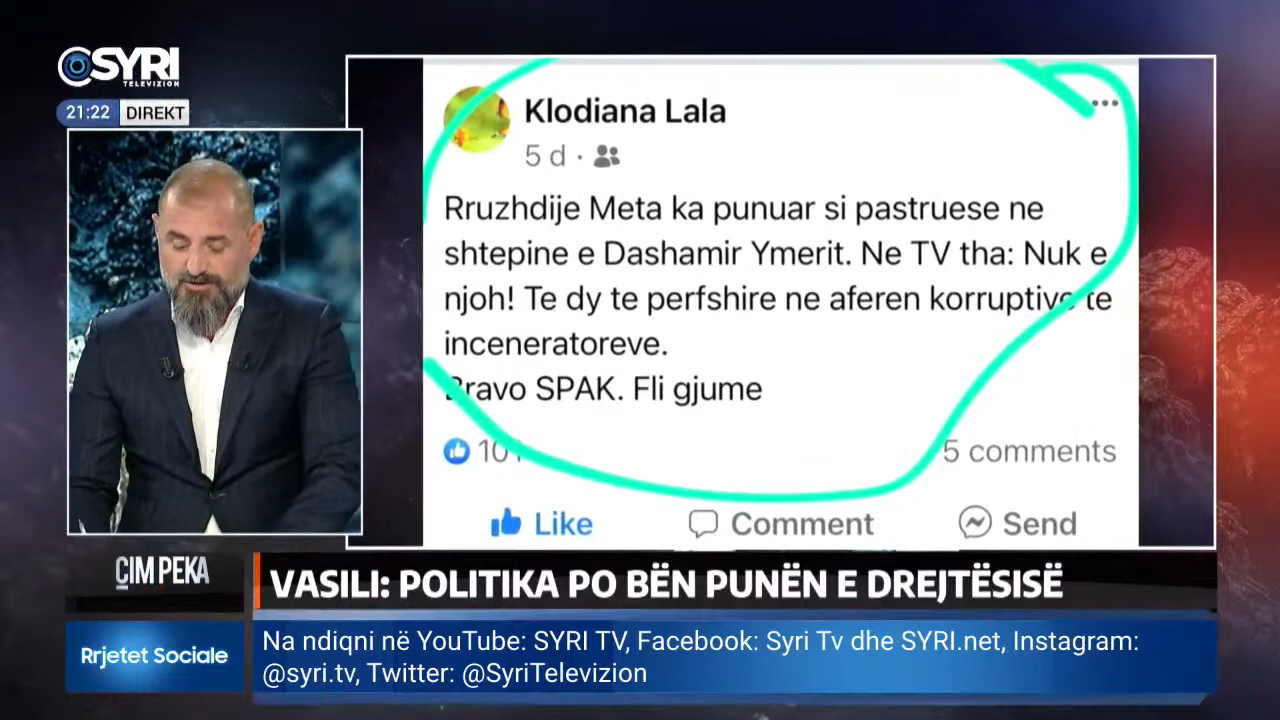 SYRI
TELEVIZION
21:22 DIREKT
Klodiana Lala
5 d ·
Rruzhdije Meta ka punuar si pastruese ne
shtepine e Dashamir Ymerit. Ne TV tha: Nuk e
njoh! Te dy te perfshire ne aferen korruptive te
inceneratoreve.
Bravo SPAK. Fli gjume
5 comments
Like Comment Send
ÇIM PEKA
VASILI: POLITIKA PO BËN PUNËN E DREJTËSISË
Rrjetet Sociale
Na ndiqni në YouTube: SYRI TV, Facebook: Syri Tv dhe SYRI.net, Instagram:
@syri.tv, Twitter: @SyriTelevizion